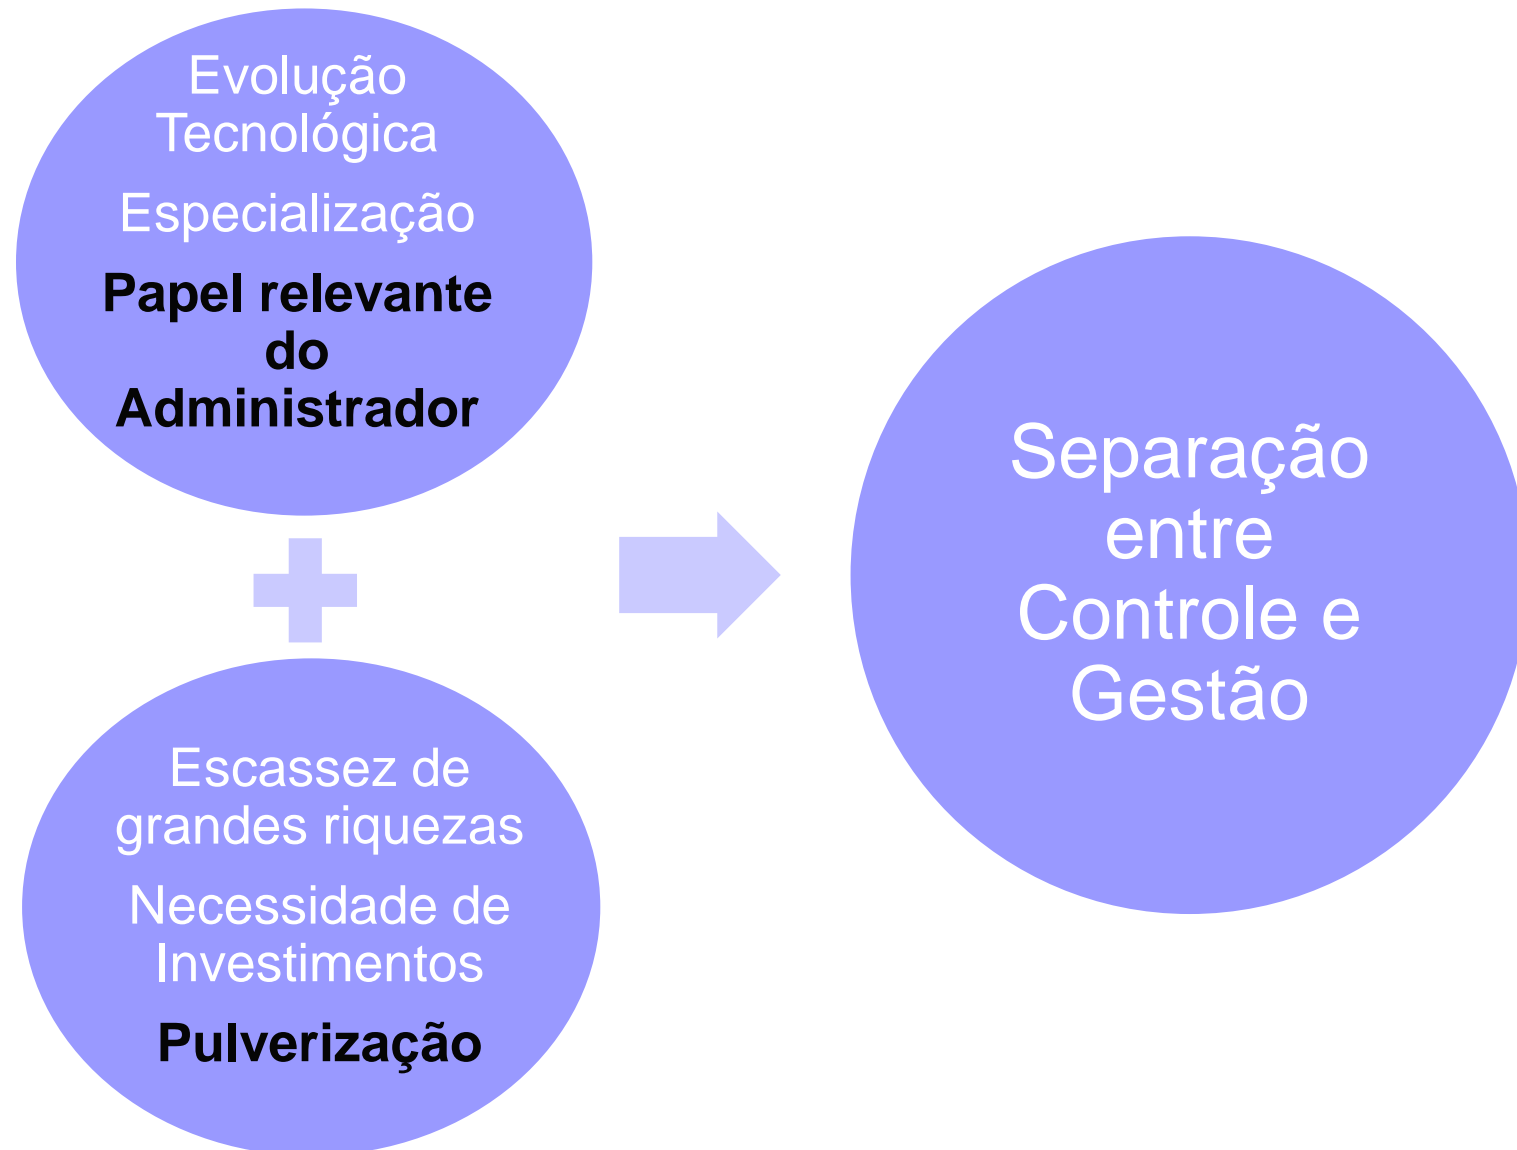 Evolução
Tecnológica
Especialização
Papel relevante
do
Administrador
Escassez de
grandes riquezas
Necessidade de
Investimentos
Pulverização
Separação
entre
Controle e
Gestão